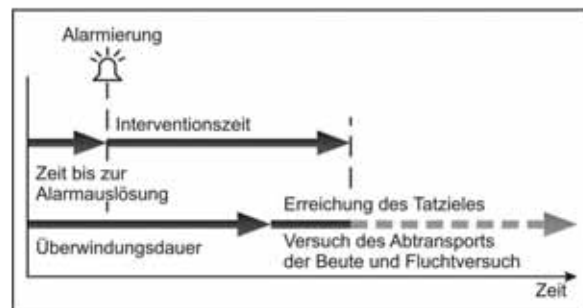 Alarmierung
Interventionszeit
Zeit bis zur
Alarmauslösung
Erreichung des Tatzieles
Überwindungsdauer
Versuch des Abtransports
der Beute und Fluchtversuch
Zeit